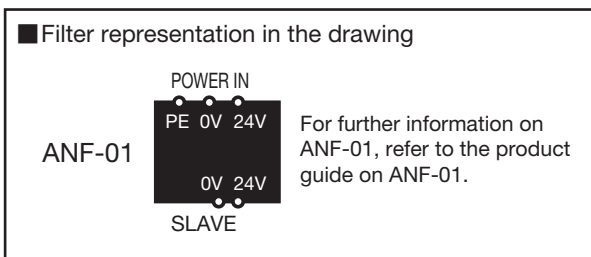 ■Filter representation in the drawing
POWER IN
PE 0V 24V
ANF-01
0V 24V
SLAVE
For further information on
ANF-01, refer to the product
guide on ANF-01.